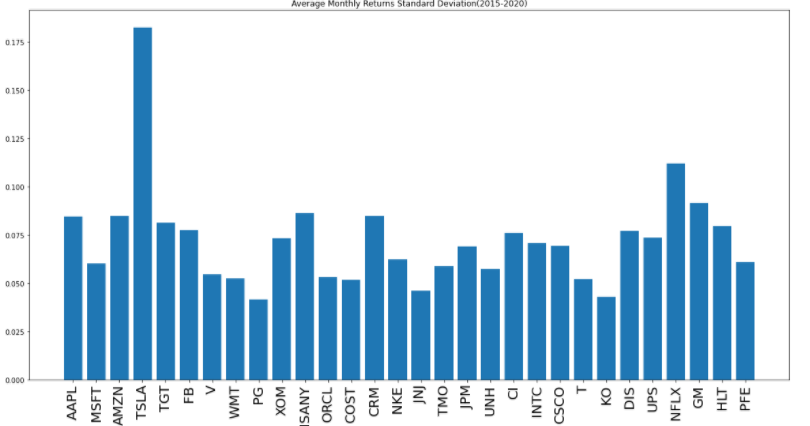 Average Monthly Returns Standard Deviation(2015-2020)
0.175
0.150
0.125
0.100
0.075
0.050
0.025
0.000
AAPL
MSFT
AMZN
TSLA
TGT
FB
V
WMT
PG
XOM
ISANY
ORCL
COST
CRM
NKE
JNJ
TMO
JPM
UNH
CI
INTC
CSCO
T
KO
DIS
UPS
NFLX
GM
HLT
PFE